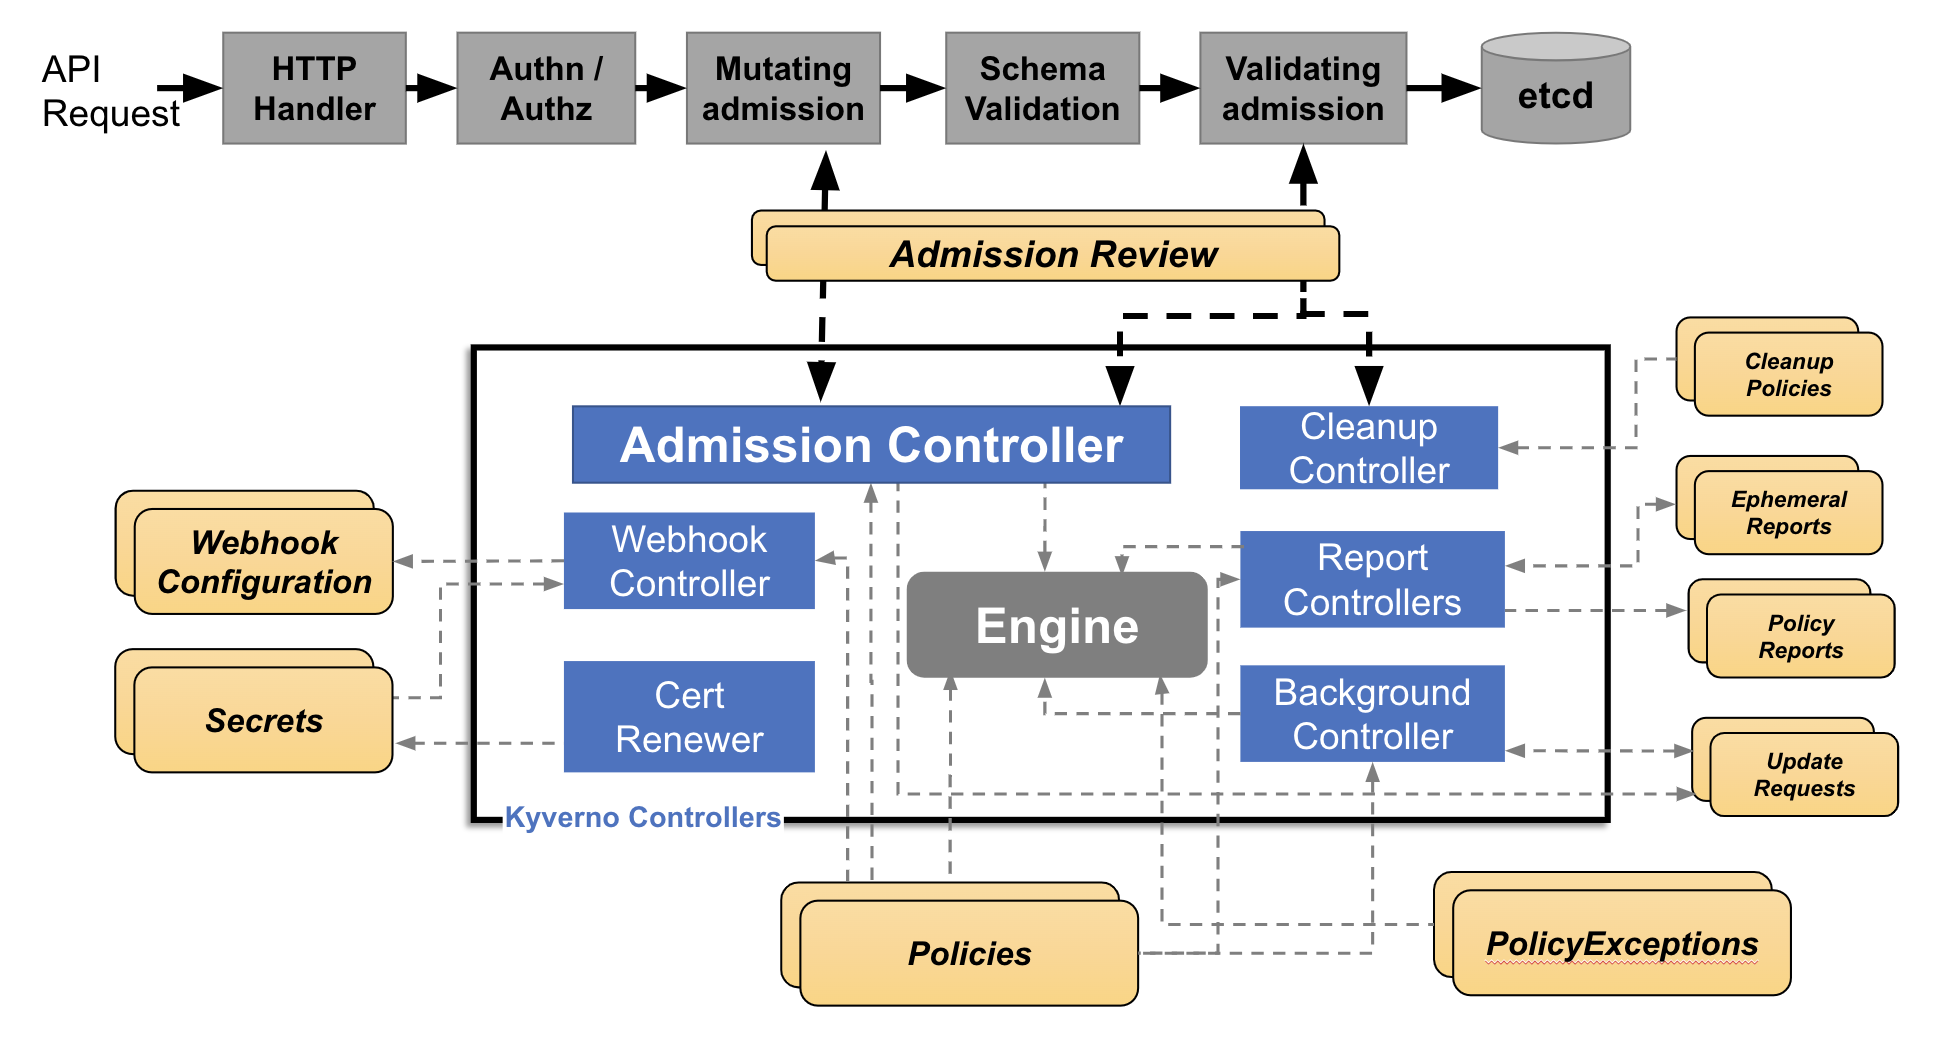 API
Request
HTTP
Handler
Authn /
Authz
Mutating
admission
Schema
Validation
Validating
admission
etcd
Admission Review
Cleanup
Policies
Admission Controller
Cleanup
Controller
Ephemeral
Reports
Webhook
Configuration
Webhook
Controller
Report
Controllers
Engine
Policy
Reports
Secrets
Cert
Renewer
Background
Controller
Update
Requests
Kyverno Controllers
Policies
PolicyExceptions